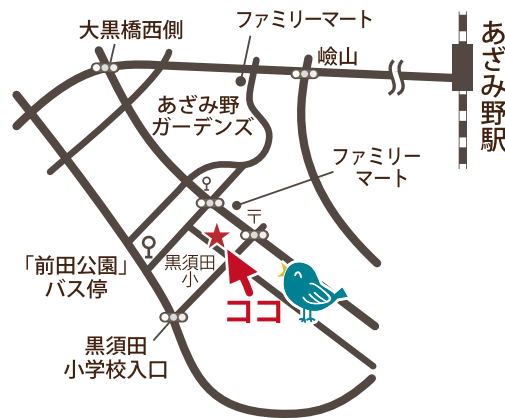 ファミリーマート
大黒橋西側
嶮山
あざみ野駅
あざみ野
ガーデンズ
ファミリー
マート
〒
「前田公園」
バス停
黒須田
小
ココ
黒須田
小学校入口